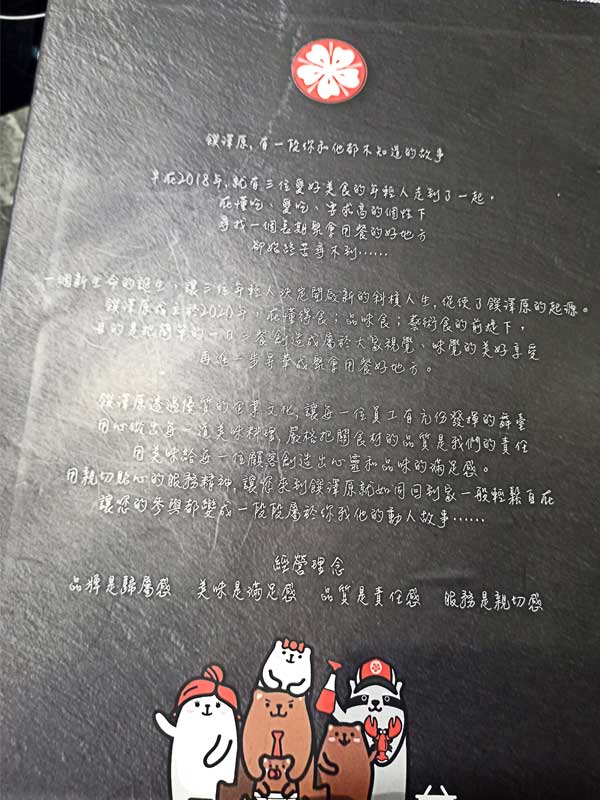 饌澤原,有一段你和他都不知道的故事
早在2018年,就有三位愛好美食的年輕人走到了一起,
在懂吃、愛吃、要求高的個性下
尋找一個長期聚會用餐的好地方
卻始終苦尋不到……
一個新生命的誕生,讓三位年輕人決定開啟新的斜槓人生,促使了饌澤原的起源。
饌澤原成立於2020年,在懂得食;品味食;藝術食的前提下,
目的是把簡單的一日三餐創造成屬於大家視覺、味覺的美好享受
再進一步昇華成聚會用餐好地方。
饌澤原透過優質的企業文化,讓每一位員工有充份發揮的舞臺
用心做出每一道美味料理,嚴格把關食材的品質是我們的責任
用美味給每一位顧客創造出心靈和品味的滿足感。
用親切貼心的服務精神,讓您來到饌澤原就如同回到家一般輕鬆自在
讓您的參與都變成一段段屬於你我他的動人故事……
經營理念
品牌是歸屬感 美味是滿足感 品質是責任感 服務是親切感